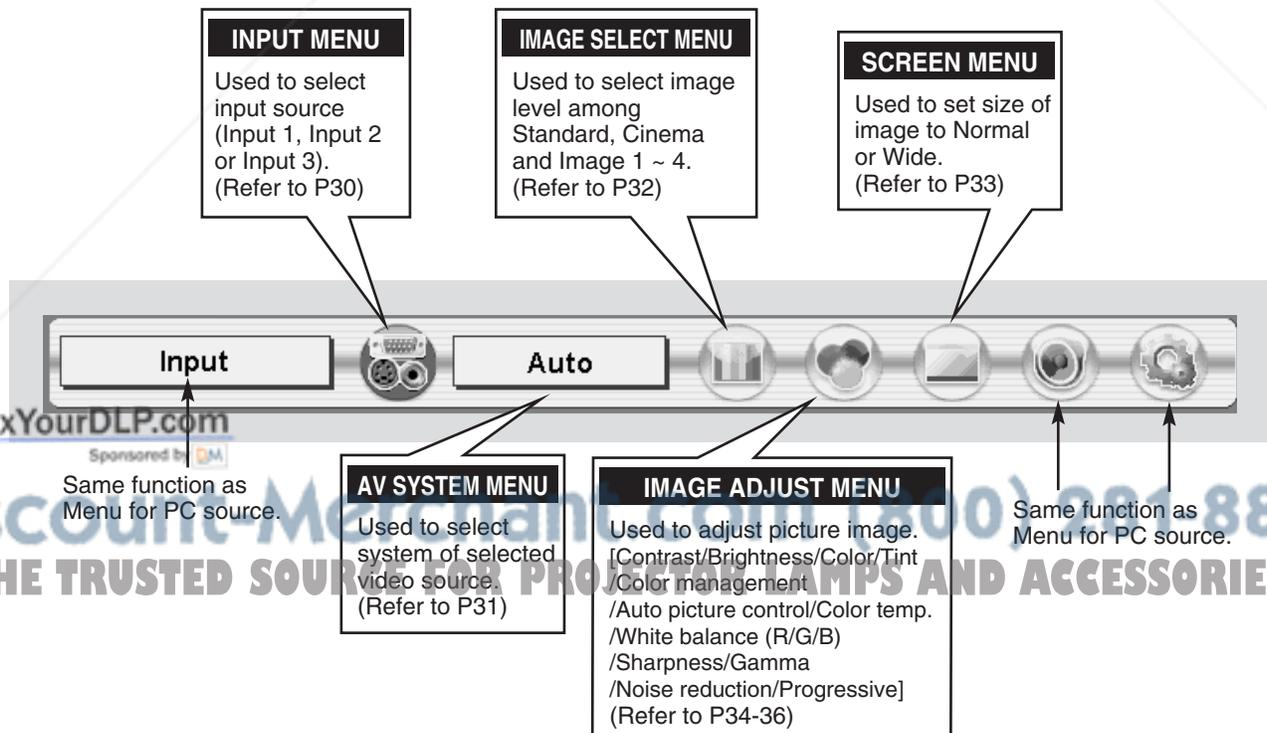 INPUT MENU
Used to select
input source
(Input 1, Input 2
or Input 3).
(Refer to P30)
IMAGE SELECT MENU
Used to select image
level among
Standard, Cinema
and Image 1 ~ 4.
(Refer to P32)
SCREEN MENU
Used to set size of
image to Normal
or Wide.
(Refer to P33)
Input
Auto
xYourDLP.com
Sponsored by DM
Same function as
Menu for PC source.
AV SYSTEM MENU
Used to select
system of selected
video source.
(Refer to P31)
IMAGE ADJUST MENU
Used to adjust picture image.
[Contrast/Brightness/Color/Tint
/Color management
/Auto picture control/Color temp.
/White balance (R/G/B)
/Sharpness/Gamma
/Noise reduction/Progressive]
(Refer to P34-36)
Same function as
Menu for PC source.
scount-Merchant.com (800) 281-88
HE TRUSTED SOURCE FOR PROJECTOR LAMPS AND ACCESSORIE